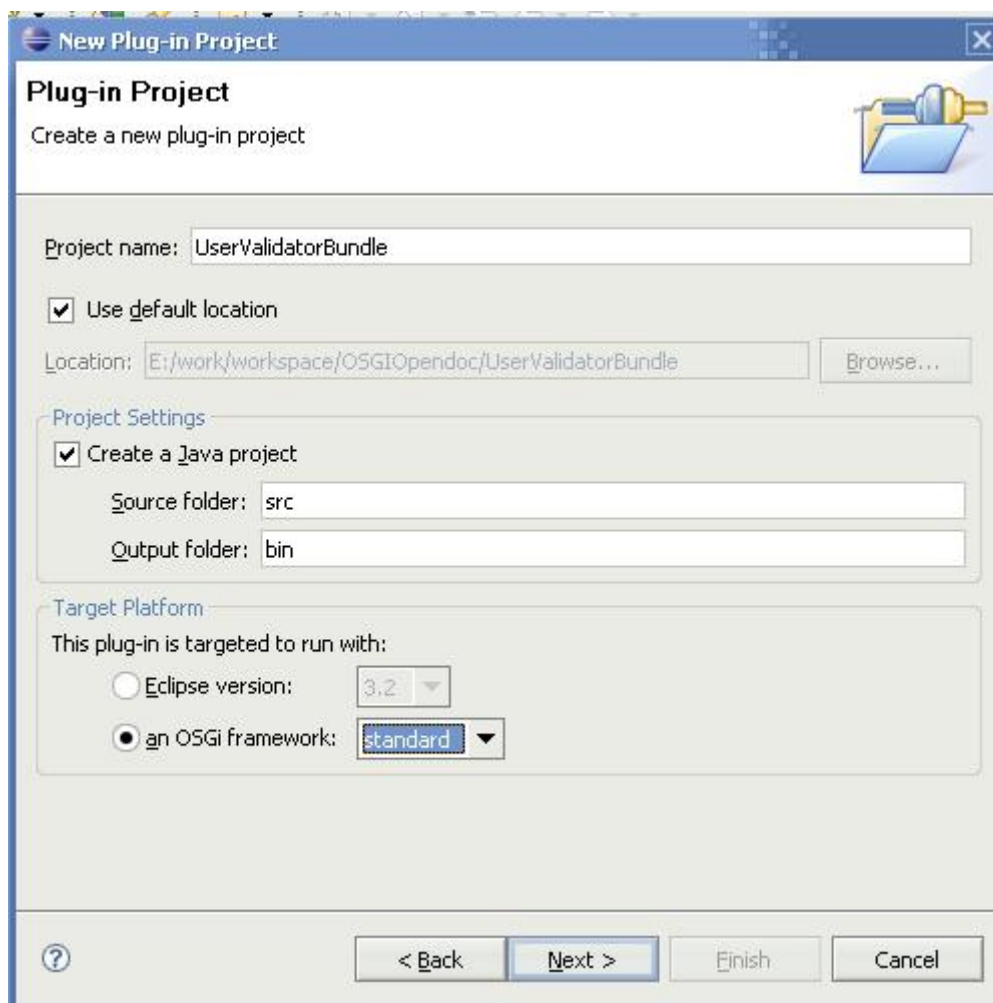 New Plug-in Project
Plug-in Project
Create a new plug-in project
Project name: UserValidatorBundle
Use default location
Location: E:/work/workspace/OSGIOpendoc/UserValidatorBundle Browse...
Project Settings
Create a Java project
Source folder: src
Output folder: bin
Target Platform
This plug-in is targeted to run with:
Eclipse version: 3.2
an OSGi framework: standard
< Back Next > Finish Cancel